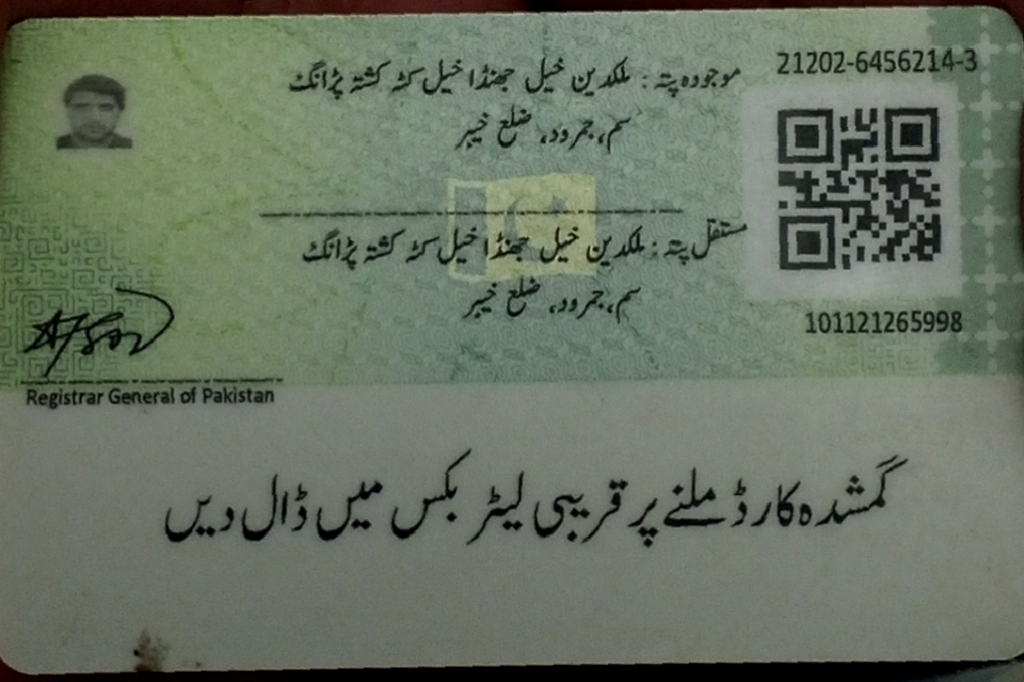 21202-6456214-3
موجودہ پتہ : ملکدین خیل جھنڈا خیل کٹہ کشتہ پڑانگ
سم، جمرود، ضلع خیبر
مستقل پتہ : ملکدین خیل جھنڈا خیل کٹہ کشتہ پڑانگ
سم، جمرود، ضلع خیبر
101121265998
Registrar General of Pakistan
گمشدہ کارڈ ملنے پر قریبی لیٹر بکس میں ڈال دیں